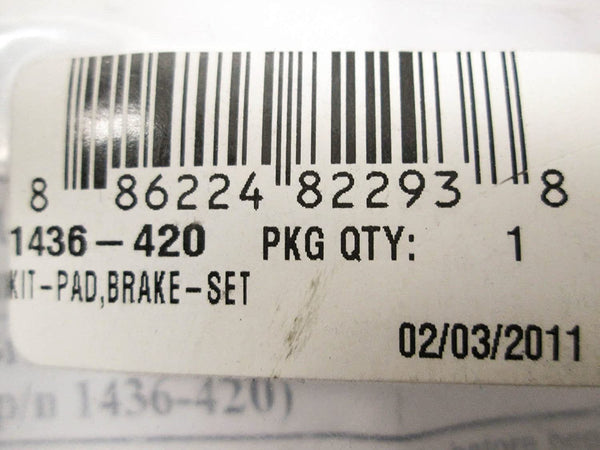 8 86224 82293 8
1436-420 PKG QTY: 1
KIT-PAD,BRAKE-SET
02/03/2011
p/n 1436-420)